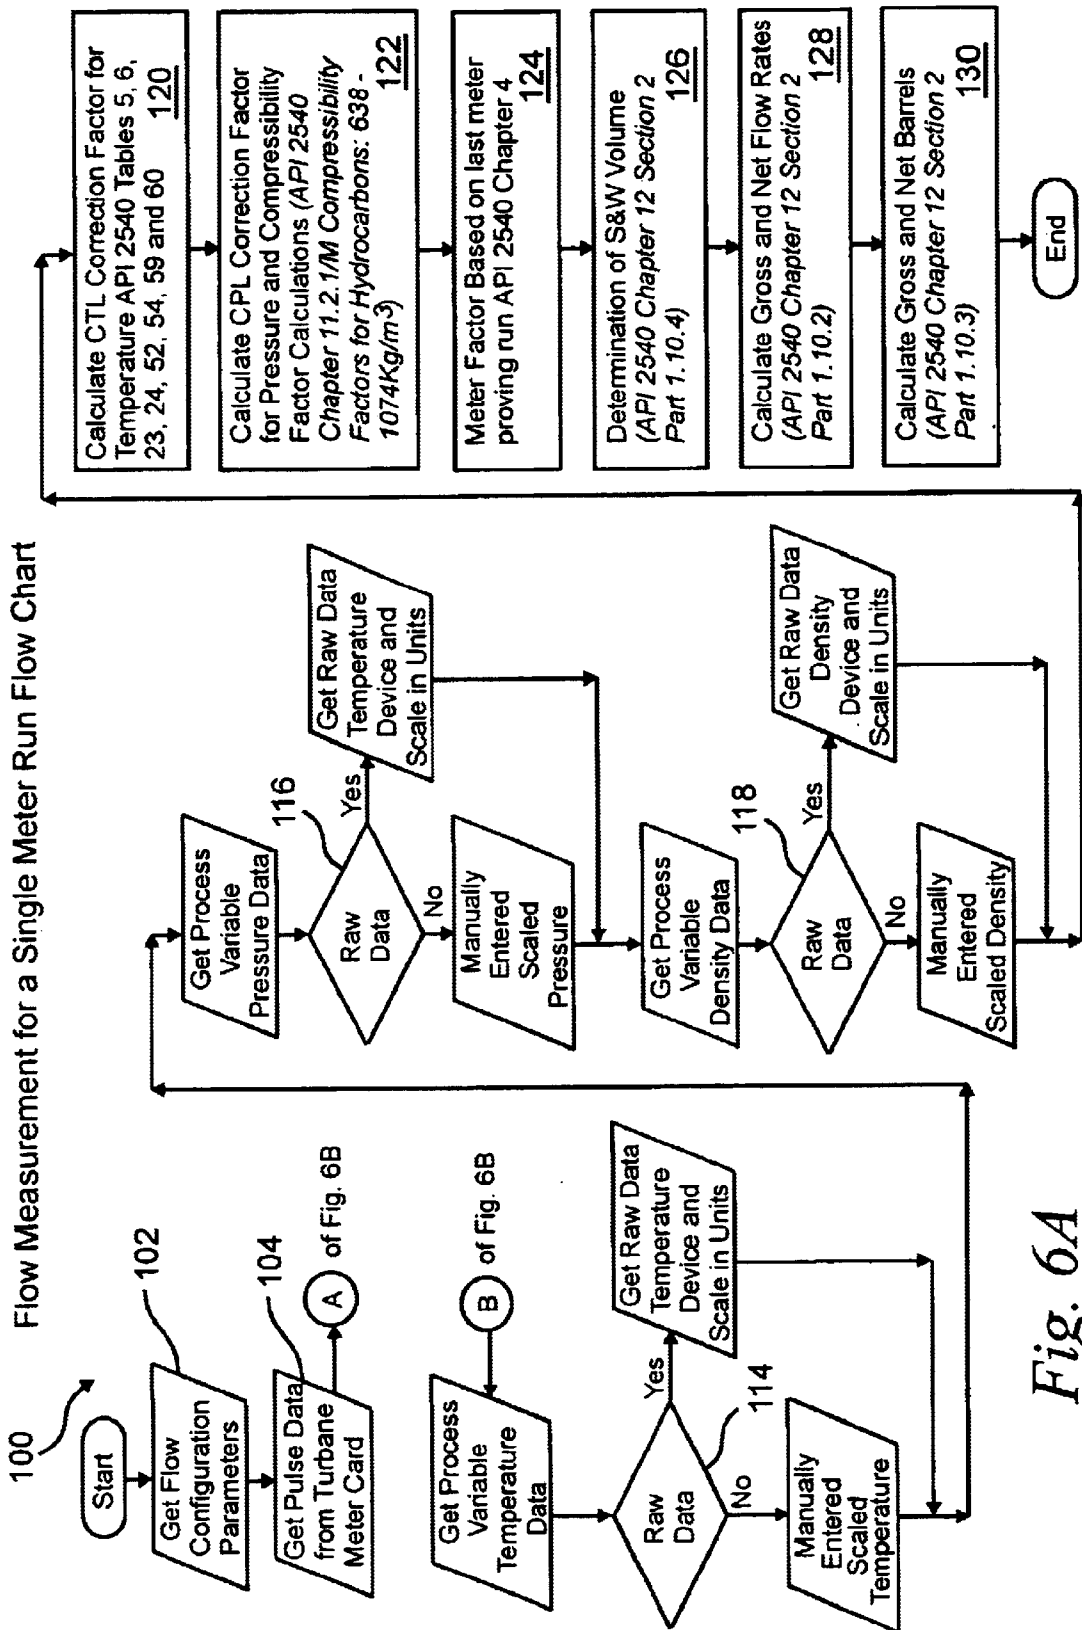 Flow Measurement for a Single Meter Run Flow Chart
100
Start
102
Get Flow
Configuration
Parameters
104
Get Pulse Data
from Turbane
Meter Card
A of Fig. 6B
B of Fig. 6B
Get Process
Variable
Temperature
Data
Raw
Data
114
Yes
Get Raw Data
Temperature
Device and
Scale in Units
No
Manually
Entered
Scaled
Temperature
Get Process
Variable
Pressure Data
116
Raw
Data
Yes
Get Raw Data
Temperature
Device and
Scale in Units
No
Manually
Entered
Scaled
Pressure
Get Process
Variable
Density Data
118
Raw
Data
Yes
Get Raw Data
Density
Device and
Scale in Units
No
Manually
Entered
Scaled Density
Calculate CTL Correction Factor for
Temperature API 2540 Tables 5, 6,
23, 24, 52, 54, 59 and 60 120
Calculate CPL Correction Factor
for Pressure and Compressibility
Factor Calculations (API 2540
Chapter 11.2.1/M Compressibility
Factors for Hydrocarbons: 638 -
1074Kg/m³) 122
Meter Factor Based on last meter
proving run API 2540 Chapter 4
124
Determination of S&W Volume
(API 2540 Chapter 12 Section 2
Part 1.10.4) 126
Calculate Gross and Net Flow Rates
(API 2540 Chapter 12 Section 2
Part 1.10.2) 128
Calculate Gross and Net Barrels
(API 2540 Chapter 12 Section 2
Part 1.10.3) 130
End
Fig. 6A